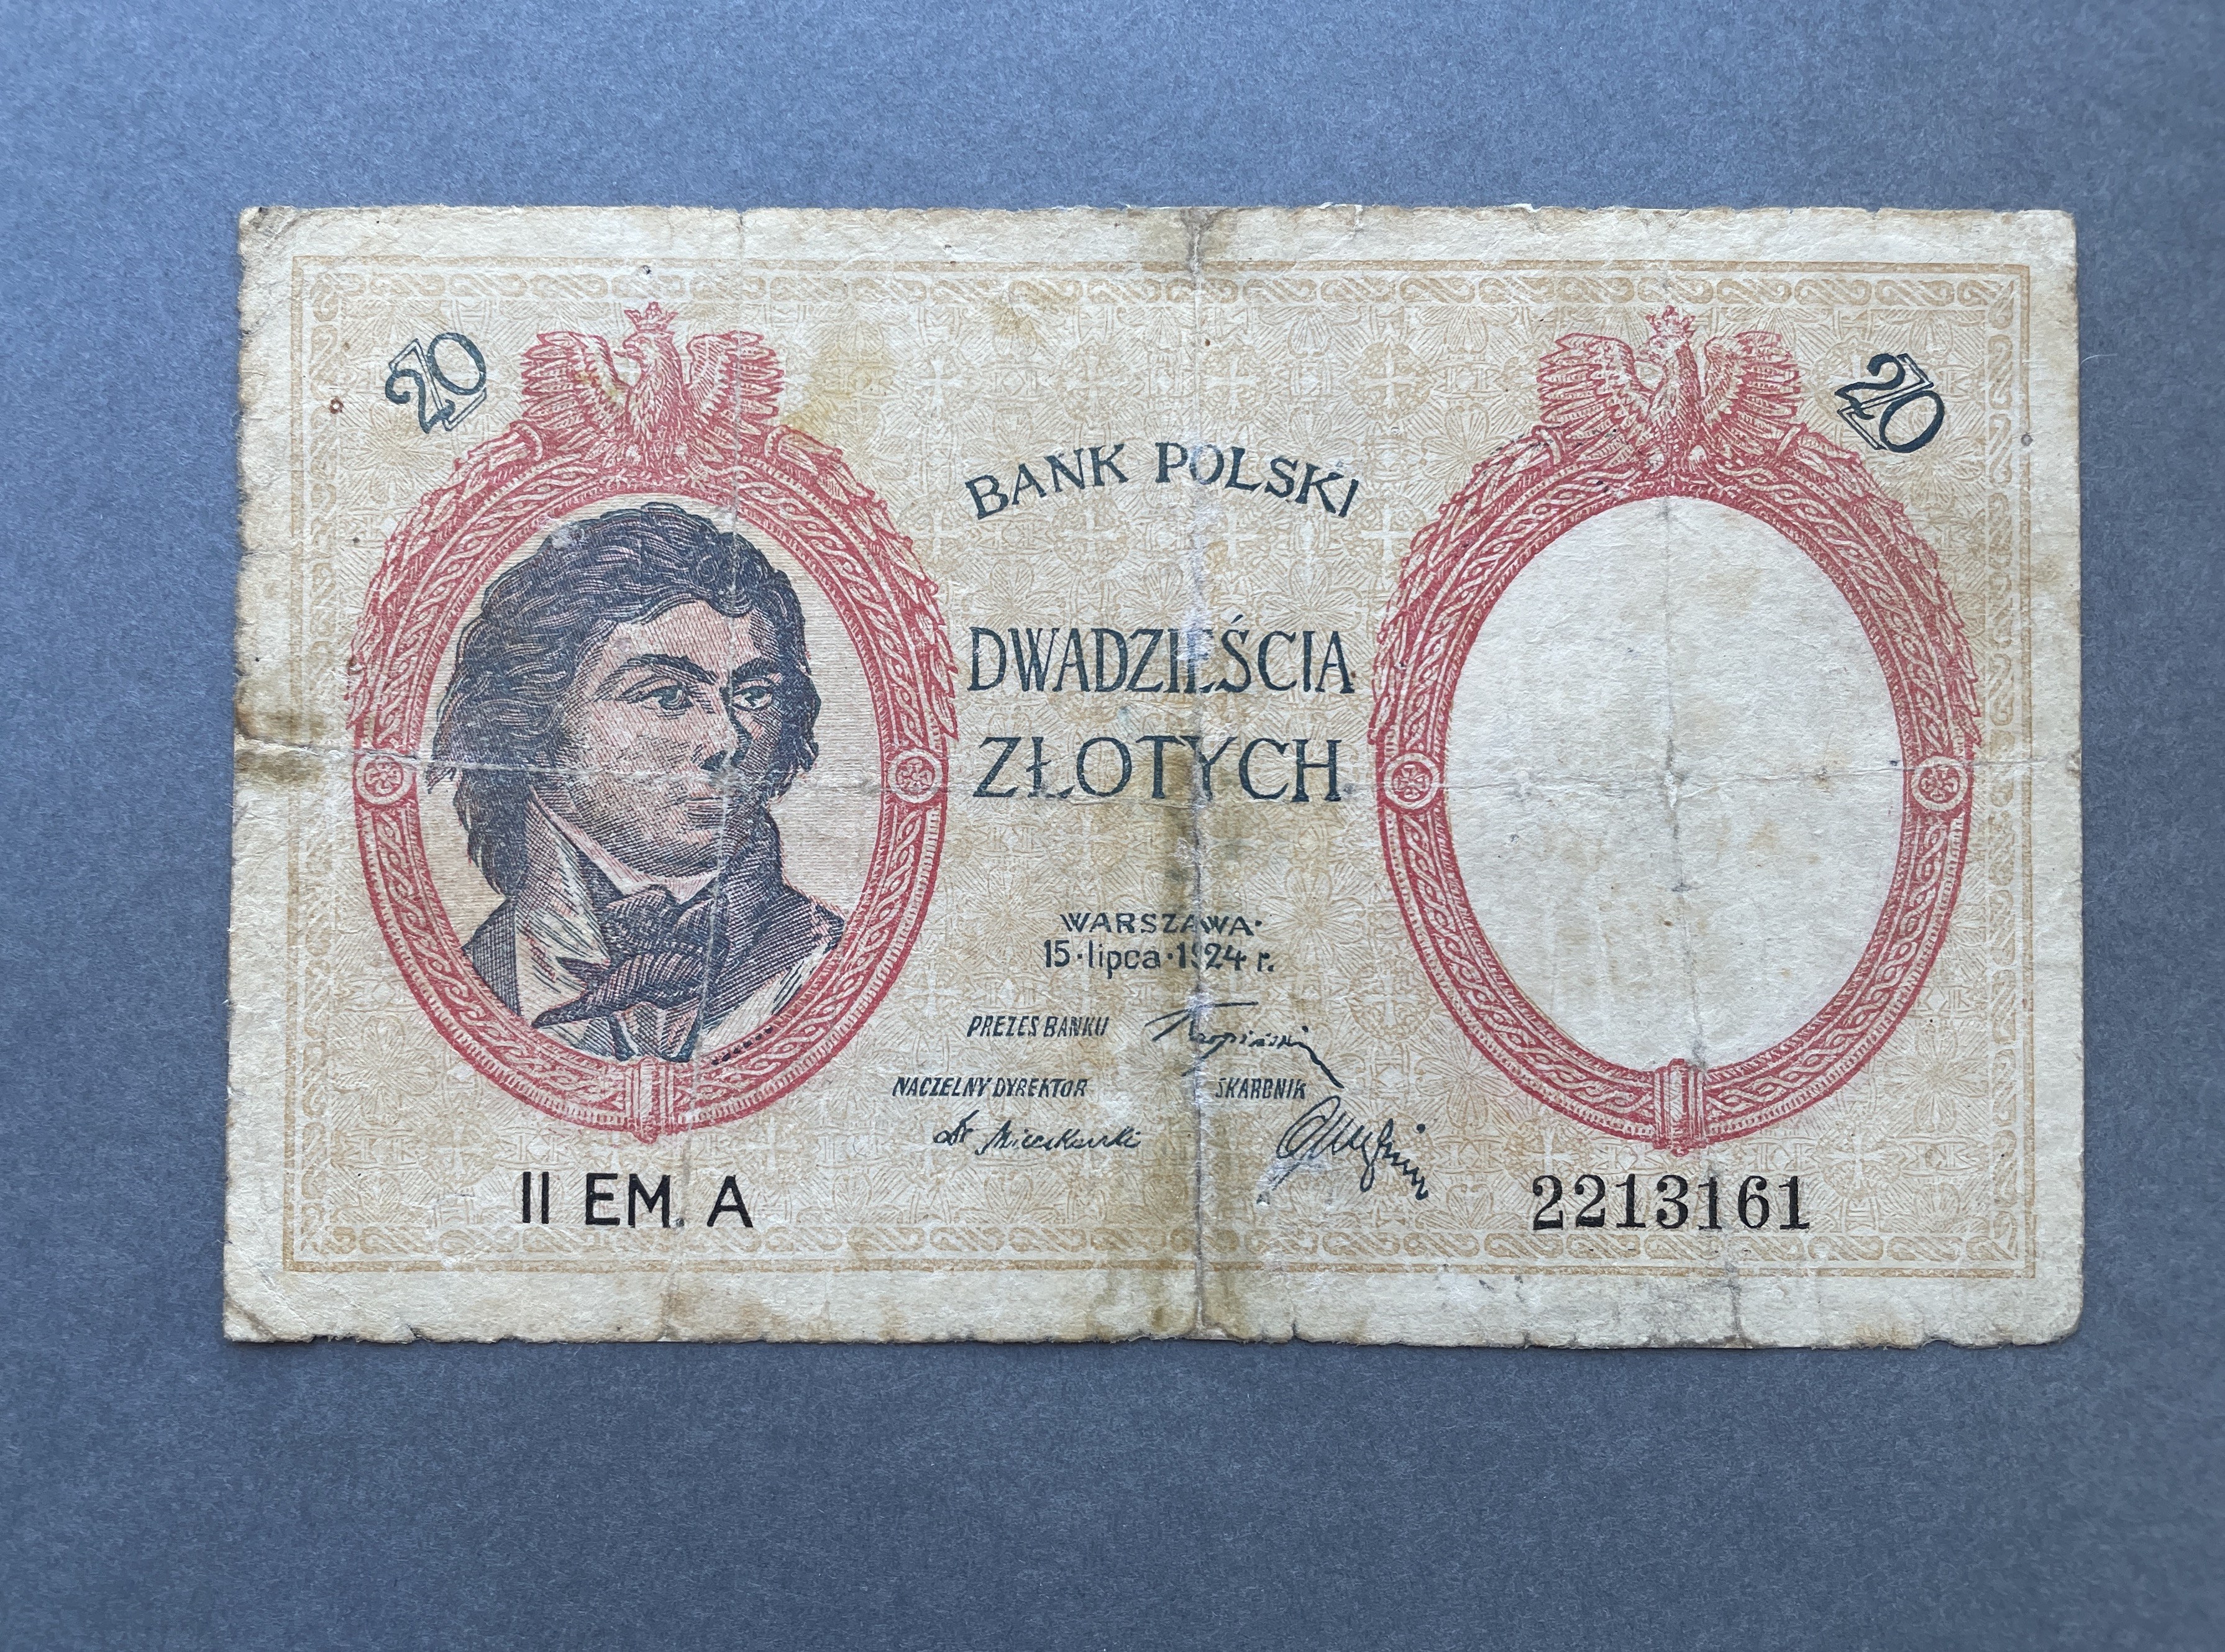 20
20
BANK POLSKI
DWADZIEŚCIA
ZŁOTYCH
WARSZAWA·
15·lipca·1924 r.
PREZES BANKU
NACZELNY DYREKTOR SKARBNIK
II EM. A
2213161